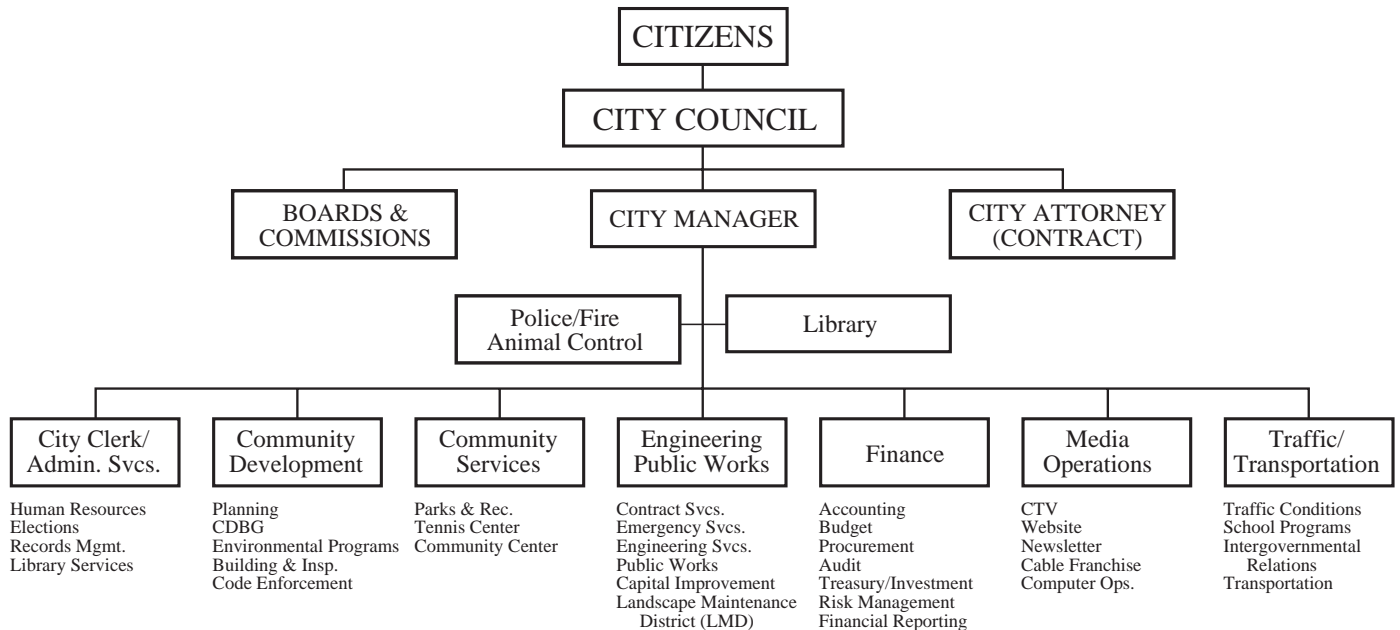 CITIZENS
CITY COUNCIL
BOARDS &
COMMISSIONS
CITY MANAGER
CITY ATTORNEY
(CONTRACT)
Police/Fire
Animal Control
Library
City Clerk/
Admin. Svcs.
Human Resources
Elections
Records Mgmt.
Library Services
Community
Development
Planning
CDBG
Environmental Programs
Building & Insp.
Code Enforcement
Community
Services
Parks & Rec.
Tennis Center
Community Center
Engineering
Public Works
Contract Svcs.
Emergency Svcs.
Engineering Svcs.
Public Works
Capital Improvement
Landscape Maintenance
District (LMD)
Finance
Accounting
Budget
Procurement
Audit
Treasury/Investment
Risk Management
Financial Reporting
Media
Operations
CTV
Website
Newsletter
Cable Franchise
Computer Ops.
Traffic/
Transportation
Traffic Conditions
School Programs
Intergovernmental
Relations
Transportation